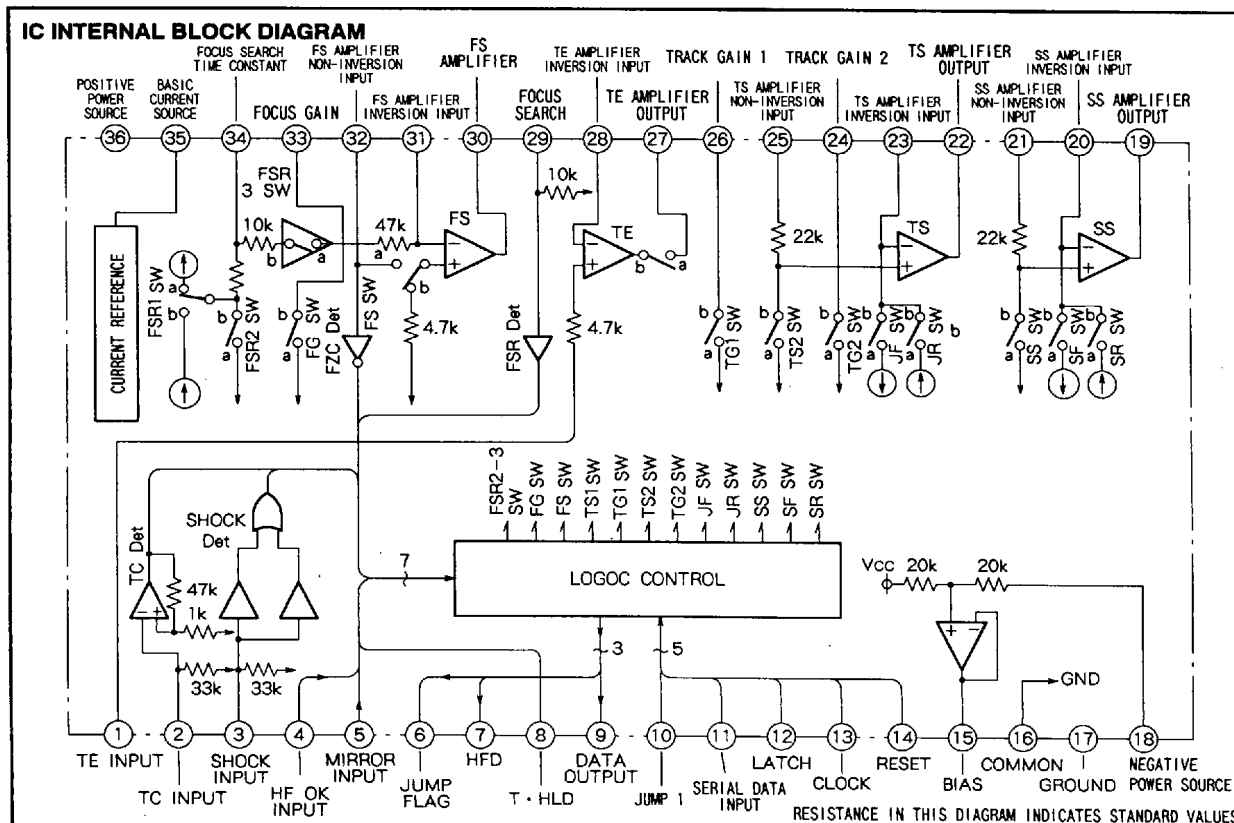 IC INTERNAL BLOCK DIAGRAM
POSITIVE
POWER
SOURCE
BASIC
CURRENT
SOURCE
FOCUS SEARCH
TIME CONSTANT
FOCUS GAIN
FS AMPLIFIER
NON-INVERSION
INPUT
FS AMPLIFIER
INVERSION INPUT
FS
AMPLIFIER
FOCUS
SEARCH
TE AMPLIFIER
INVERSION INPUT
TE AMPLIFIER
OUTPUT
TRACK GAIN 1
TS AMPLIFIER
NON-INVERSION
INPUT
TRACK GAIN 2
TS AMPLIFIER
INVERSION INPUT
TS AMPLIFIER
OUTPUT
SS AMPLIFIER
NON-INVERSION
INPUT
SS AMPLIFIER
INVERSION INPUT
SS AMPLIFIER
OUTPUT
36 35 34 33 32 31 30 29 28 27 26 25 24 23 22 21 20 19
CURRENT REFERENCE
FSR1 SW
a
b
10k
FSR
3 SW
b
a
b
a
FSR2 SW
b
a
FG SW
FZC Det
FS SW
47k
a
b
4.7k
FS
- +
10k
FSR Det
TE
- +
b a
4.7k
b
a
TG1 SW
22k
b
a
TS2 SW
b
a
TG2 SW
TS
- +
b
a
JF SW
b
a
JR SW
b
22k
b
a
SS SW
SS
- +
b
a
SF SW
b
a
SR SW
TC Det
- +
47k
1k
33k
33k
SHOCK
Det
7
FSR2-3
SW
FG SW
FS SW
TS1 SW
TG1 SW
TS2 SW
TG2 SW
JF SW
JR SW
SS SW
SF SW
SR SW
LOGOC CONTROL
3
5
Vcc
20k
20k
+ -
GND
1 2 3 4 5 6 7 8 9 10 11 12 13 14 15 16 17 18
TE INPUT
TC INPUT
SHOCK
INPUT
HF OK
INPUT
MIRROR
INPUT
JUMP
FLAG
HFD
T·HLD
DATA
OUTPUT
JUMP 1
SERIAL DATA
INPUT
LATCH
CLOCK
RESET
BIAS
COMMON
GROUND
NEGATIVE
POWER SOURCE
RESISTANCE IN THIS DIAGRAM INDICATES STANDARD VALUES